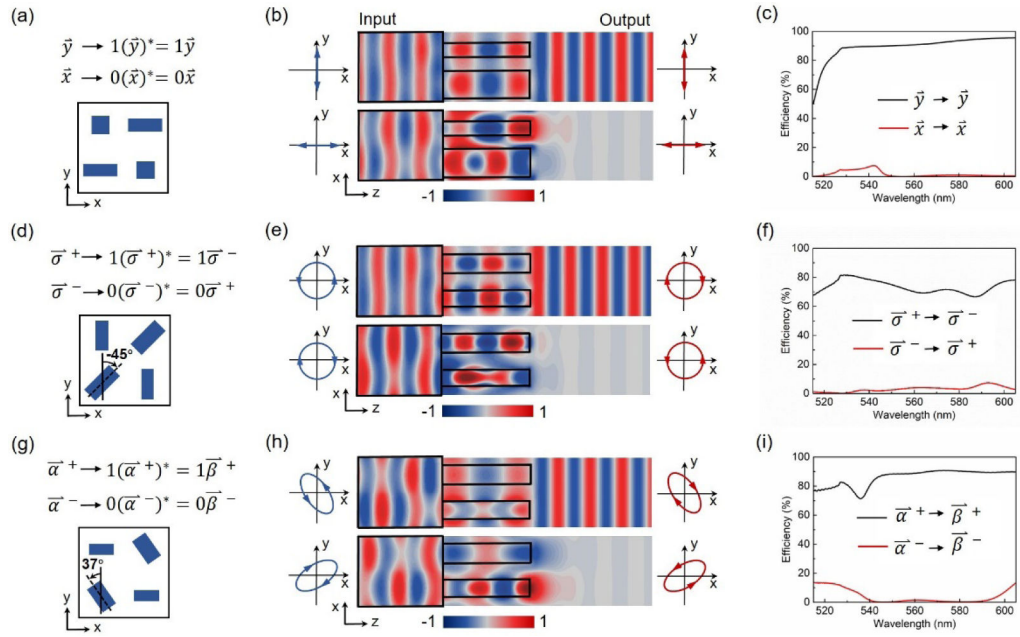 (a)
y⃗ → 1(y⃗)* = 1y⃗
x⃗ → 0(x⃗)* = 0x⃗
y
x
(b)
Input
Output
y
x
y
x
y
x
y
x
x
z
-1
1
(c)
Efficiency (%)
100
80
60
40
20
0
y⃗ → y⃗
x⃗ → x⃗
520 540 560 580 600
Wavelength (nm)
(d)
σ⃗ ⁺ → 1(σ⃗ ⁺)* = 1σ⃗ ⁻
σ⃗ ⁻ → 0(σ⃗ ⁻)* = 0σ⃗ ⁺
-45°
y
x
(e)
y
x
y
x
y
x
y
x
x
z
-1
1
(f)
Efficiency (%)
100
80
60
40
20
0
σ⃗ ⁺ → σ⃗ ⁻
σ⃗ ⁻ → σ⃗ ⁺
520 540 560 580 600
Wavelength (nm)
(g)
α⃗ ⁺ → 1(α⃗ ⁺)* = 1β⃗ ⁺
α⃗ ⁻ → 0(α⃗ ⁻)* = 0β⃗ ⁻
37°
y
x
(h)
y
x
y
x
y
x
y
x
x
z
-1
1
(i)
Efficiency (%)
100
80
60
40
20
0
α⃗ ⁺ → β⃗ ⁺
α⃗ ⁻ → β⃗ ⁻
520 540 560 580 600
Wavelength (nm)